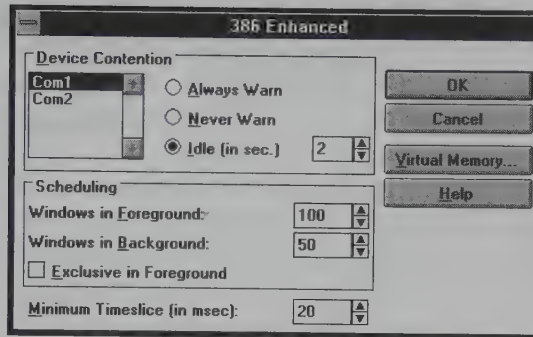 386 Enhanced
Device Contention
Com1
Com2
Always Warn
Never Warn
Idle (in sec.) 2
OK
Cancel
Virtual Memory...
Help
Scheduling
Windows in Foreground: 100
Windows in Background: 50
Exclusive in Foreground
Minimum Timeslice (in msec): 20